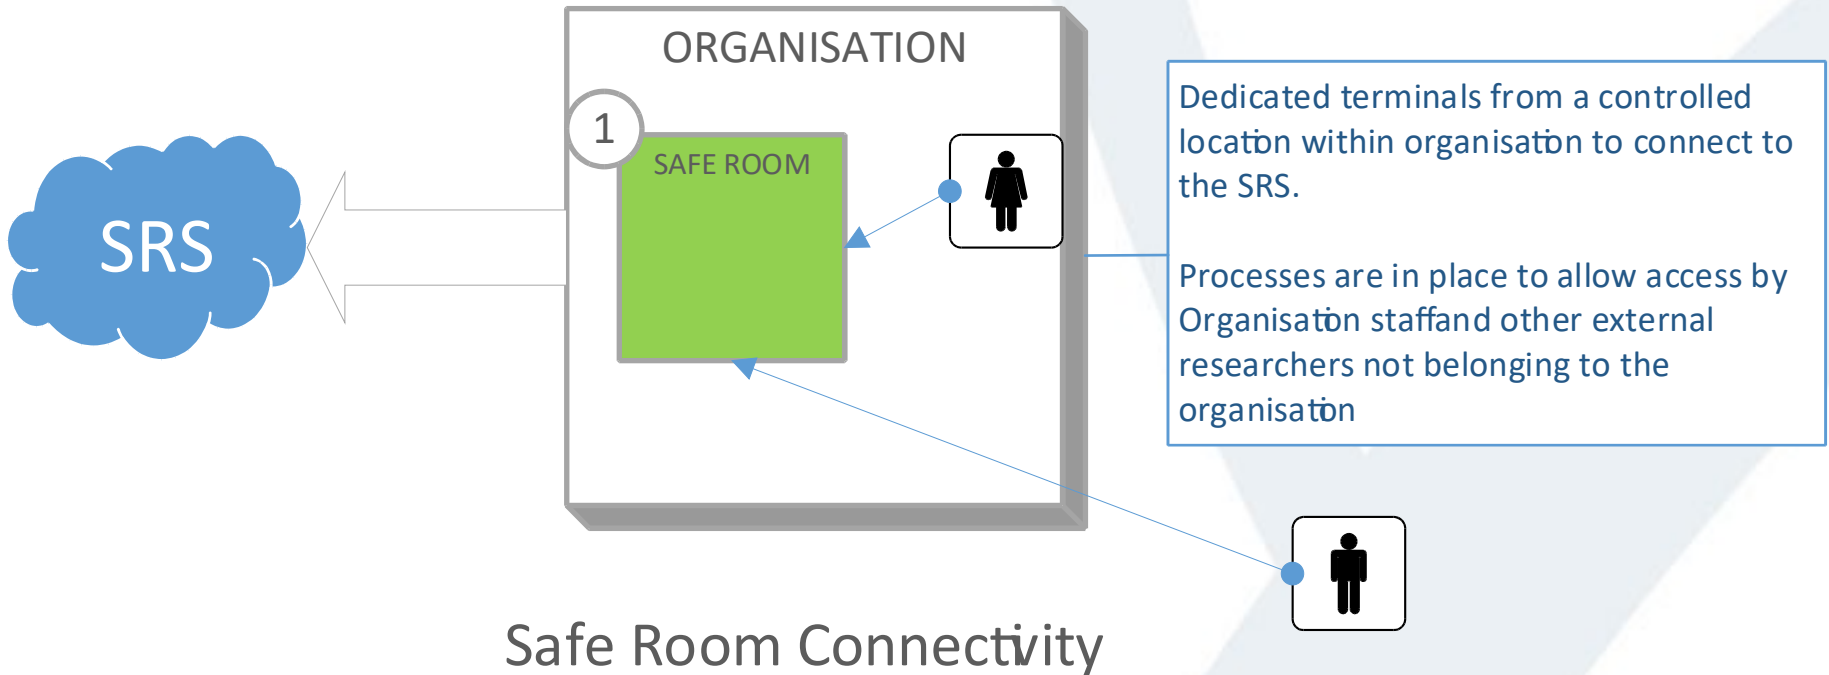 ORGANISATION
1
SAFE ROOM
SRS
Dedicated terminals from a controlled
location within organisation to connect to
the SRS.
Processes are in place to allow access by
Organisation staffand other external
researchers not belonging to the
organisation
Safe Room Connectivity